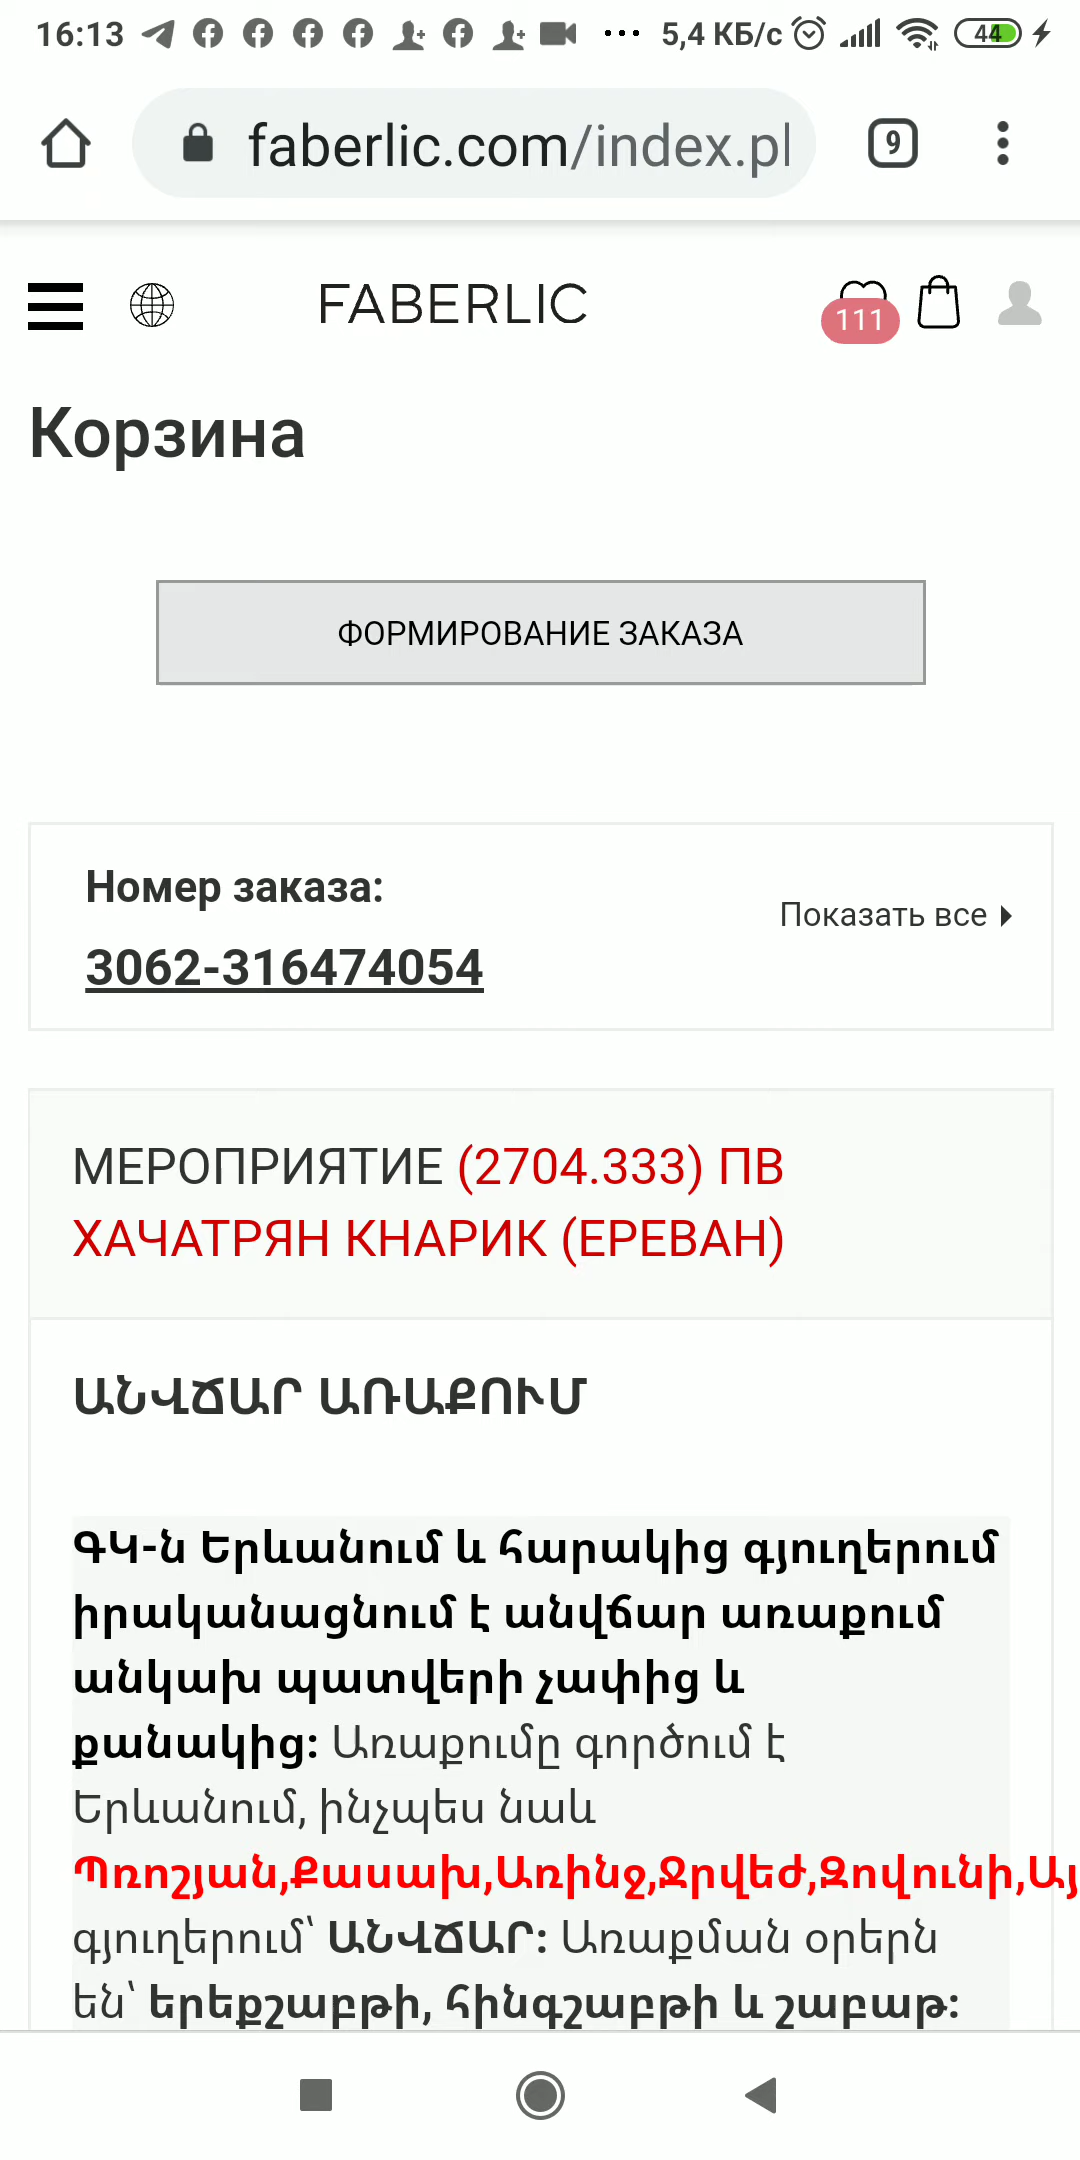 16:13 ... 5,4 КБ/с 44
faberlic.com/index.pl 9
FABERLIC 111
Корзина
ФОРМИРОВАНИЕ ЗАКАЗА
Номер заказа:
Показать все
3062-316474054
МЕРОПРИЯТИЕ (2704.333) ПВ
ХАЧАТРЯН КНАРИК (ЕРЕВАН)
ԱՆՎՃԱՐ ԱՌԱՔՈՒՄ
ԳԿ-ն Երևանում և հարակից գյուղերում
իրականացնում է անվճար առաքում
անկախ պատվերի չափից և
քանակից: Առաքումը գործում է
Երևանում, ինչպես նաև
Պռոշյան,Քասախ,Առինջ,Ջրվեժ,Զովունի,Այ
գյուղերում՝ ԱՆՎՃԱՐ: Առաքման օրերն
են՝ երեքշաբթի, հինգշաբթի և շաբաթ: